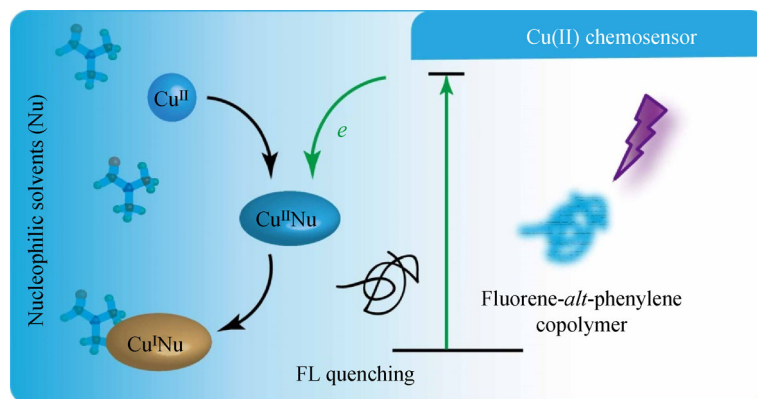 Cu(II) chemosensor
Nucleophilic solvents (Nu)
Cuᴵᴵ
e
CuᴵᴵNu
CuᴵNu
Fluorene-alt-phenylene
copolymer
FL quenching